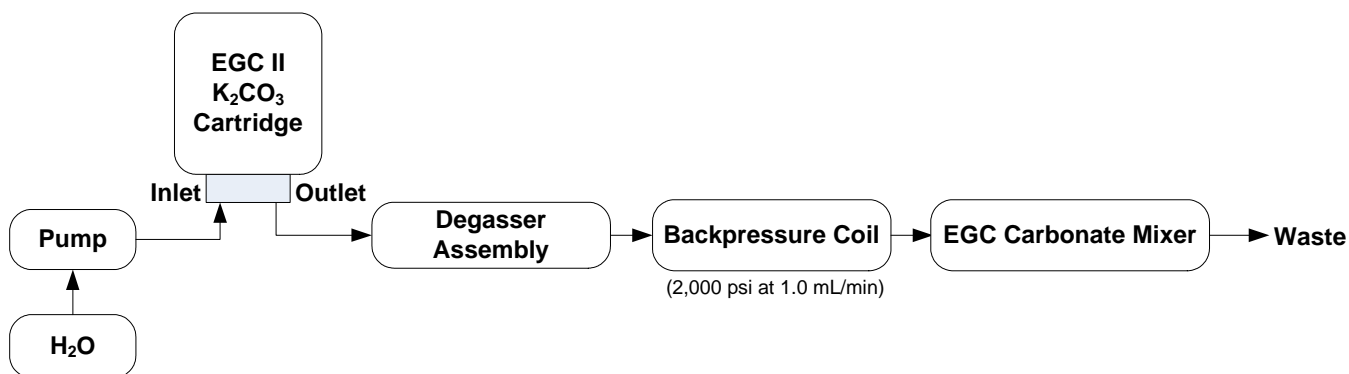 EGC II
K₂CO₃
Cartridge
Inlet
Outlet
Pump
H₂O
Degasser
Assembly
Backpressure Coil
(2,000 psi at 1.0 mL/min)
EGC Carbonate Mixer
Waste